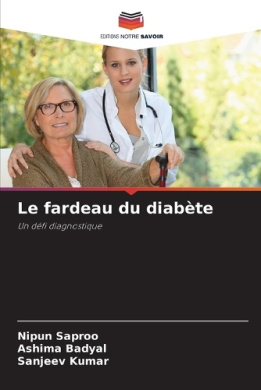 EDITIONS NOTRE SAVOIR
Le fardeau du diabète
Un défi diagnostique
Nipun Saproo
Ashima Badyal
Sanjeev Kumar